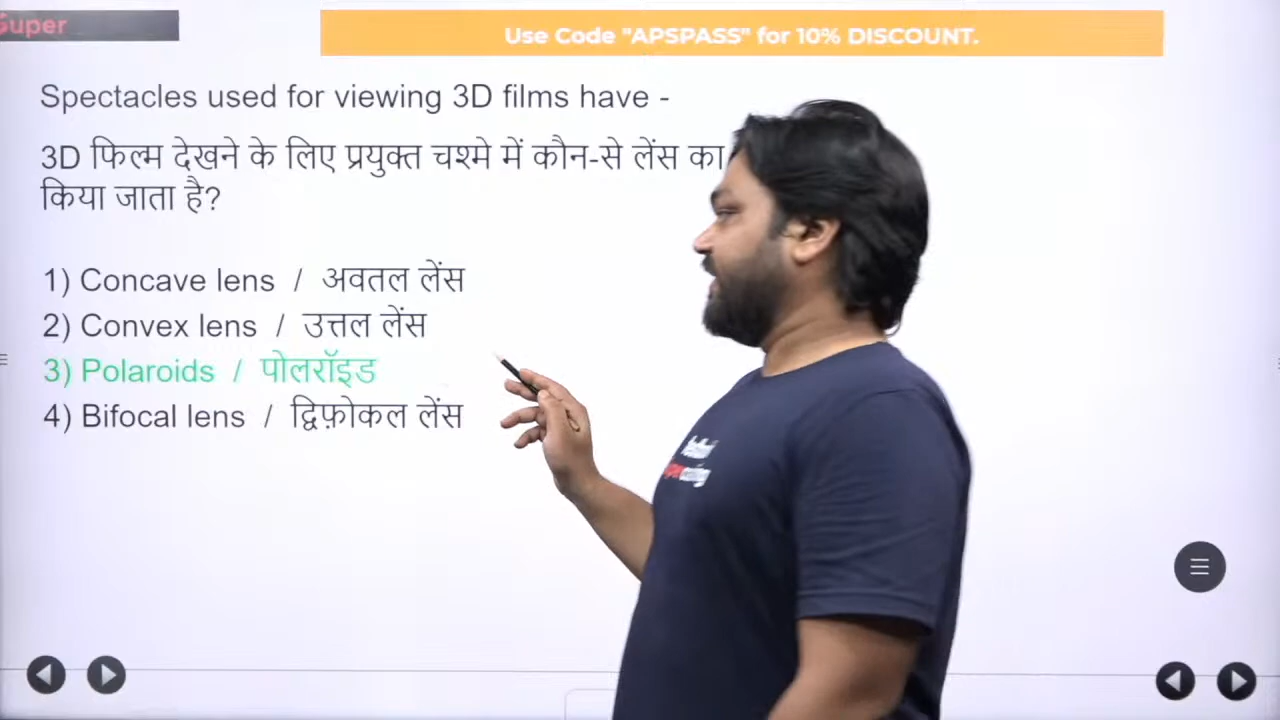 Super
Use Code "APSPASS" for 10% DISCOUNT.
Spectacles used for viewing 3D films have -
3D फिल्म देखने के लिए प्रयुक्त चश्मे में कौन-से लेंस का
किया जाता है?
1) Concave lens / अवतल लेंस
2) Convex lens / उत्तल लेंस
3) Polaroids / पोलरॉइड
4) Bifocal lens / द्विफ़ोकल लेंस